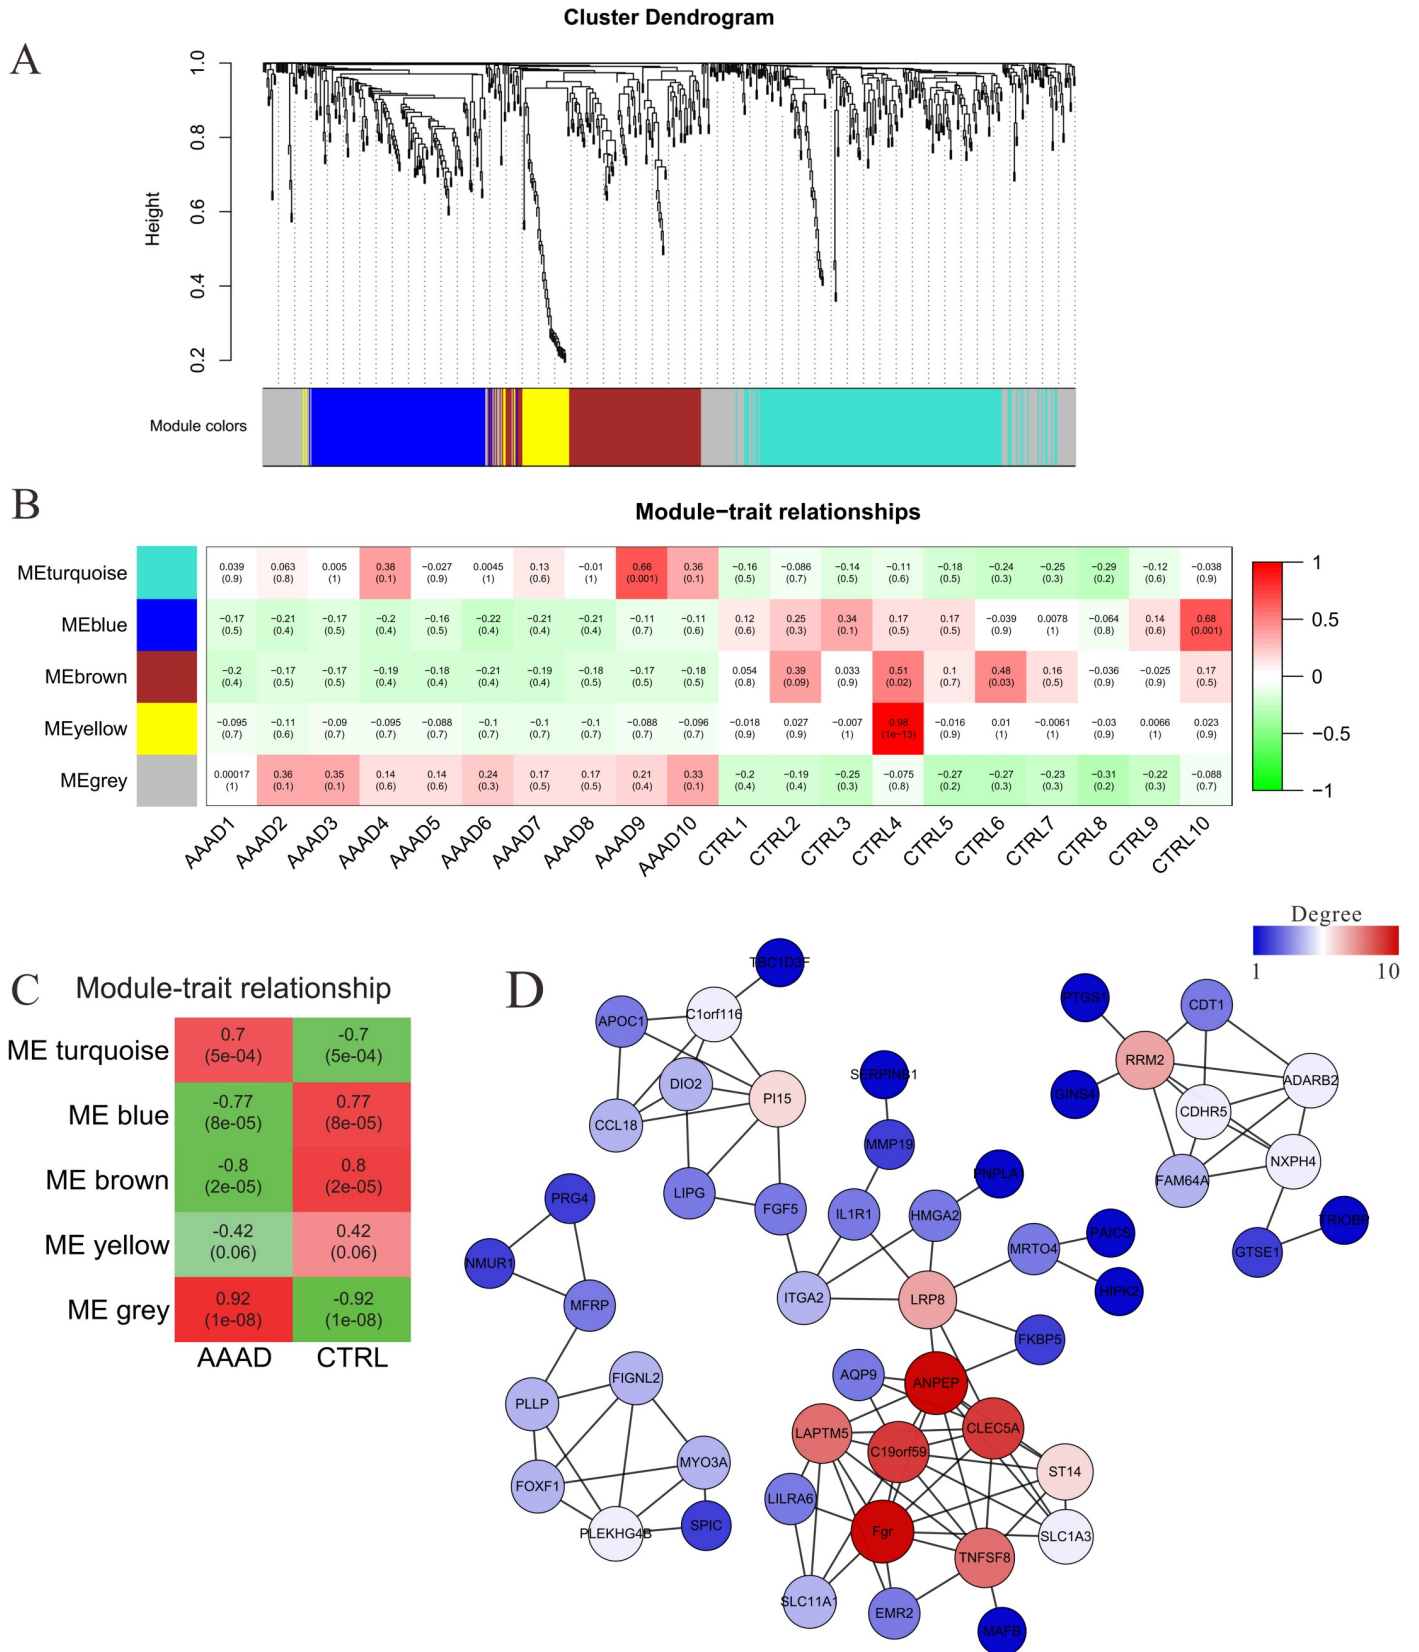 Cluster Dendrogram
A
Height
1.0
0.8
0.6
0.4
0.2
Module colors
B
Module−trait relationships
MEturquoise 0.039 (0.9) 0.063 (0.8) 0.005 (1) 0.38 (0.1) −0.027 (0.9) 0.0045 (1) 0.13 (0.6) −0.01 (1) 0.66 (0.001) 0.36 (0.1) −0.16 (0.5) −0.086 (0.7) −0.14 (0.5) −0.11 (0.6) −0.18 (0.5) −0.24 (0.3) −0.25 (0.3) −0.29 (0.2) −0.12 (0.6) −0.038 (0.9)
MEblue −0.17 (0.5) −0.21 (0.4) −0.17 (0.5) −0.2 (0.4) −0.16 (0.5) −0.22 (0.4) −0.21 (0.4) −0.21 (0.4) −0.11 (0.7) −0.11 (0.6) 0.12 (0.6) 0.25 (0.3) 0.34 (0.1) 0.17 (0.5) 0.17 (0.5) −0.039 (0.9) 0.0078 (1) −0.064 (0.8) 0.14 (0.6) 0.68 (0.001)
MEbrown −0.2 (0.4) −0.17 (0.5) −0.17 (0.5) −0.19 (0.4) −0.18 (0.4) −0.21 (0.4) −0.19 (0.4) −0.18 (0.5) −0.17 (0.5) −0.18 (0.5) 0.054 (0.8) 0.39 (0.09) 0.033 (0.9) 0.51 (0.02) 0.1 (0.7) 0.48 (0.03) 0.16 (0.5) −0.036 (0.9) −0.025 (0.9) 0.17 (0.5)
MEyellow −0.095 (0.7) −0.11 (0.6) −0.09 (0.7) −0.095 (0.7) −0.088 (0.7) −0.1 (0.7) −0.1 (0.7) −0.1 (0.7) −0.088 (0.7) −0.096 (0.7) −0.018 (0.9) 0.027 (0.9) −0.007 (1) 0.98 (1e−13) −0.016 (0.9) 0.01 (1) −0.0061 (1) −0.03 (0.9) 0.0066 (1) 0.023 (0.9)
MEgrey 0.00017 (1) 0.36 (0.1) 0.35 (0.1) 0.14 (0.6) 0.14 (0.6) 0.24 (0.3) 0.17 (0.5) 0.17 (0.5) 0.21 (0.4) 0.33 (0.1) −0.2 (0.4) −0.19 (0.4) −0.25 (0.3) −0.075 (0.8) −0.27 (0.2) −0.27 (0.3) −0.23 (0.3) −0.31 (0.2) −0.22 (0.3) −0.088 (0.7)
AAAD1 AAAD2 AAAD3 AAAD4 AAAD5 AAAD6 AAAD7 AAAD8 AAAD9 AAAD10 CTRL1 CTRL2 CTRL3 CTRL4 CTRL5 CTRL6 CTRL7 CTRL8 CTRL9 CTRL10
1
0.5
0
−0.5
−1
C
Module-trait relationship
ME turquoise 0.7 (5e-04) -0.7 (5e-04)
ME blue -0.77 (8e-05) 0.77 (8e-05)
ME brown -0.8 (2e-05) 0.8 (2e-05)
ME yellow -0.42 (0.06) 0.42 (0.06)
ME grey 0.92 (1e-08) -0.92 (1e-08)
AAAD CTRL
D
Degree
1 10
TBC1D3F
C1orf116
APOC1
DIO2
PI15
CCL18
LIPG
FGF5
PTGS1
CDT1
RRM2
ADARB2
GINS4
CDHR5
NXPH4
FAM64A
TRIOBP
GTSE1
SERPINB1
MMP19
PNPLA1
IL1R1
HMGA2
PAICS
MRTO4
HIPK2
ITGA2
LRP8
FKBP5
PRG4
NMUR1
MFRP
FIGNL2
PLLP
MYO3A
FOXF1
PLEKHG4B
SPIC
AQP9
ANPEP
LAPTM5
CLEC5A
C19orf59
ST14
LILRA6
Fgr
SLC1A3
TNFSF8
SLC11A1
EMR2
MAFB